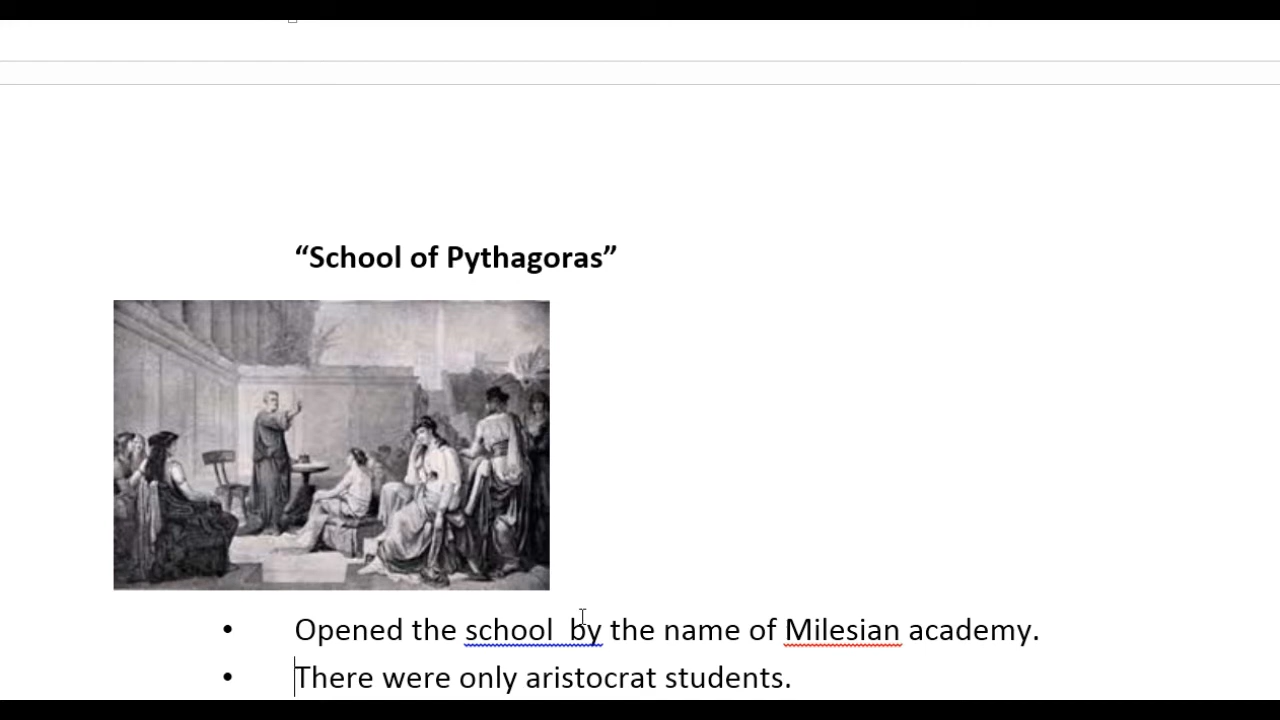 “School of Pythagoras”
• Opened the school  by the name of Milesian academy.
• There were only aristocrat students.